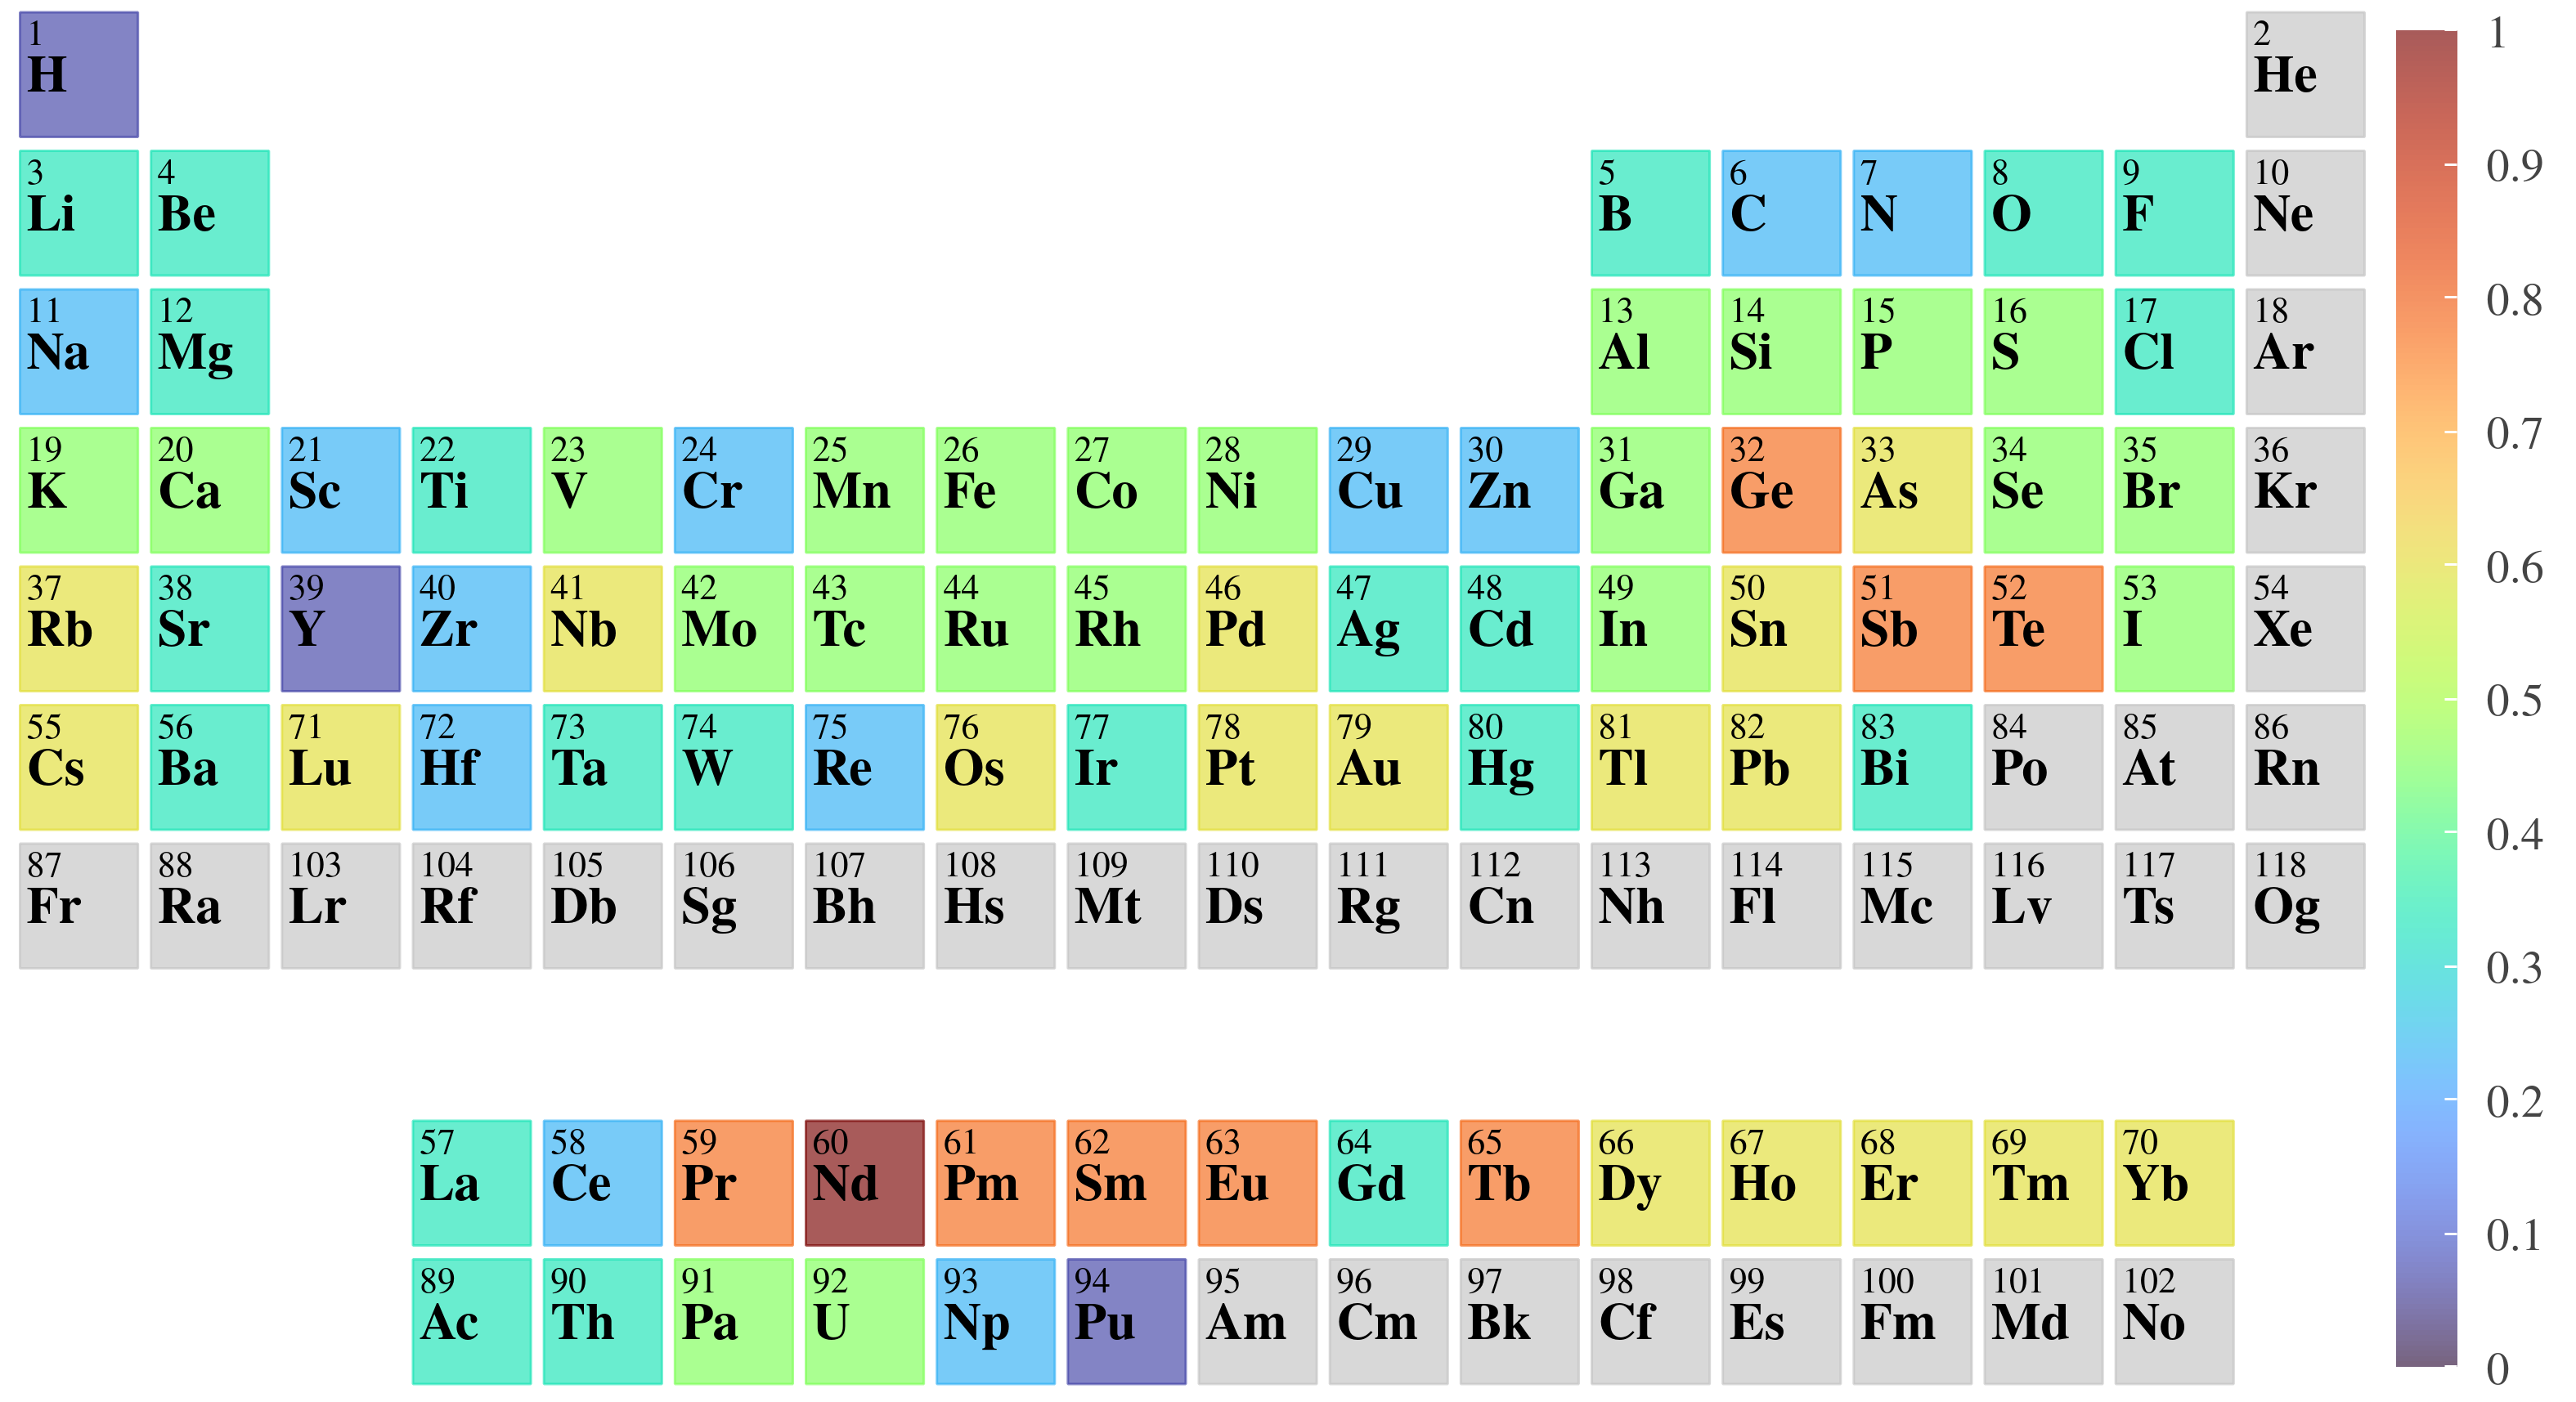 1 2 1
H He
3 4 5 6 7 8 9 10 0.9
Li Be B C N O F Ne
11 12 13 14 15 16 17 18 0.8
Na Mg Al Si P S Cl Ar
19 20 21 22 23 24 25 26 27 28 29 30 31 32 33 34 35 36 0.7
K Ca Sc Ti V Cr Mn Fe Co Ni Cu Zn Ga Ge As Se Br Kr
0.6
37 38 39 40 41 42 43 44 45 46 47 48 49 50 51 52 53 54
Rb Sr Y Zr Nb Mo Tc Ru Rh Pd Ag Cd In Sn Sb Te I Xe
0.5
55 56 71 72 73 74 75 76 77 78 79 80 81 82 83 84 85 86
Cs Ba Lu Hf Ta W Re Os Ir Pt Au Hg Tl Pb Bi Po At Rn
0.4
87 88 103 104 105 106 107 108 109 110 111 112 113 114 115 116 117 118
Fr Ra Lr Rf Db Sg Bh Hs Mt Ds Rg Cn Nh Fl Mc Lv Ts Og
0.3
0.2
57 58 59 60 61 62 63 64 65 66 67 68 69 70
La Ce Pr Nd Pm Sm Eu Gd Tb Dy Ho Er Tm Yb
0.1
89 90 91 92 93 94 95 96 97 98 99 100 101 102
Ac Th Pa U Np Pu Am Cm Bk Cf Es Fm Md No
0